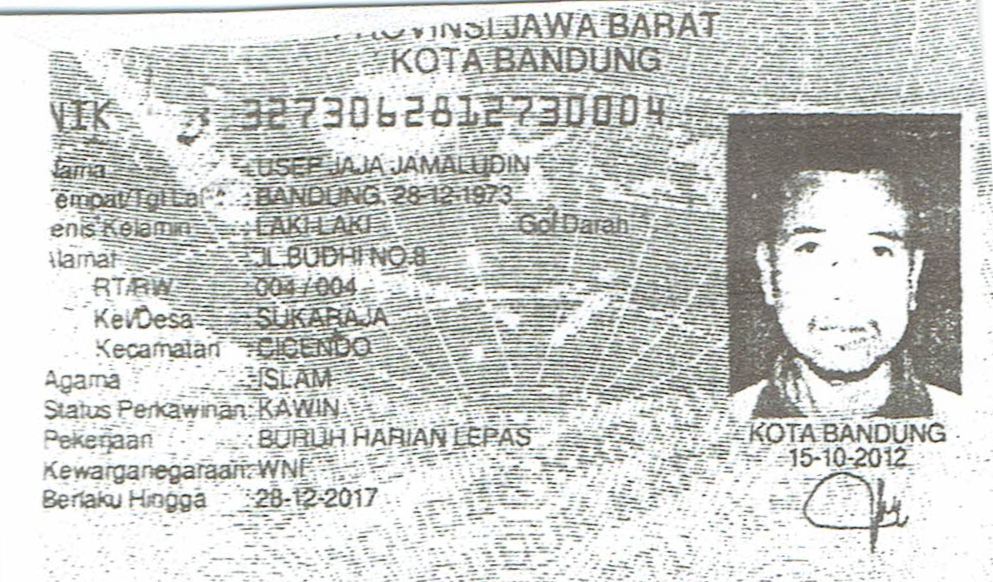 PROVINSI JAWA BARAT
KOTA BANDUNG
NIK : 3273062812730004
Nama : USEP JAJA JAMALUDIN
Tempat/Tgl Lahir : BANDUNG, 28-12-1973
Jenis Kelamin : LAKI-LAKI Gol Darah
Alamat : JL.BUDHI NO.8
RT/RW : 004 / 004
Kel/Desa : SUKARAJA
Kecamatan : CICENDO
Agama : ISLAM
Status Perkawinan: KAWIN
Pekerjaan : BURUH HARIAN LEPAS
Kewarganegaraan: WNI
Berlaku Hingga : 28-12-2017
KOTA BANDUNG
15-10-2012